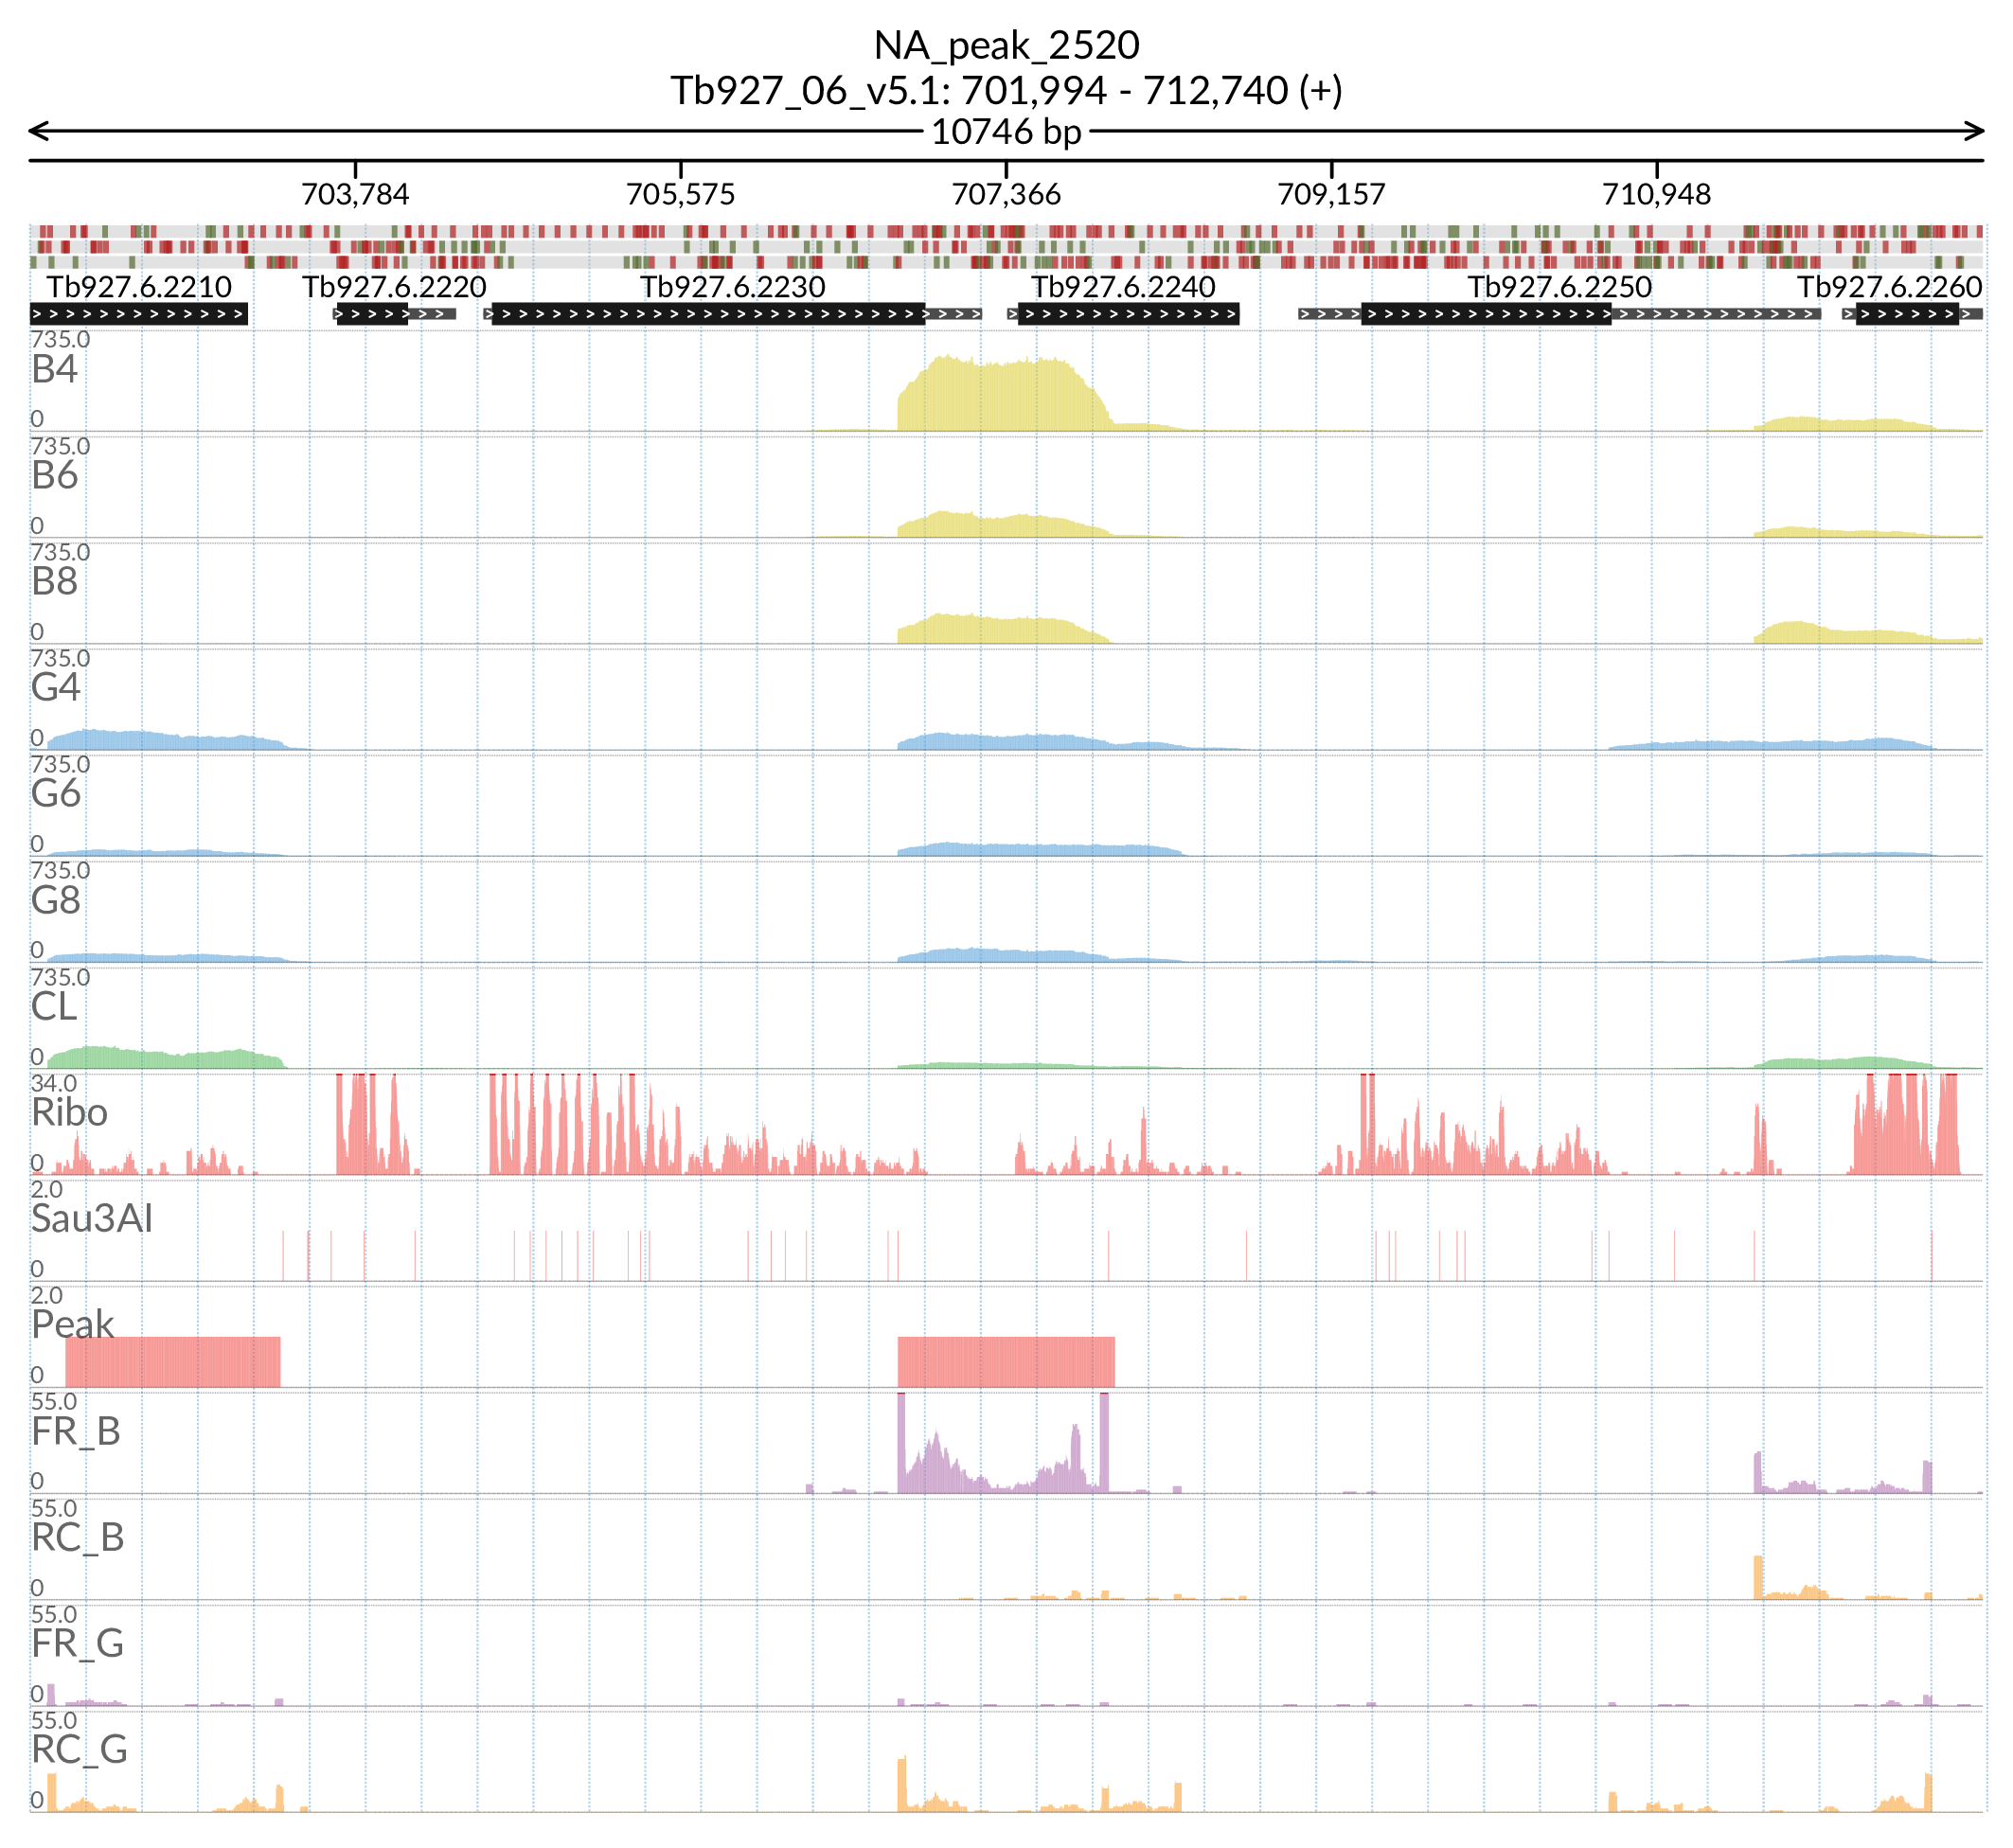 NA_peak_2520
Tb927_06_v5.1: 701,994 - 712,740 (+)
10746 bp
703,784 705,575 707,366 709,157 710,948
Tb927.6.2210 Tb927.6.2220 Tb927.6.2230 Tb927.6.2240 Tb927.6.2250 Tb927.6.2260
735.0
B4
0
735.0
B6
0
735.0
B8
0
735.0
G4
0
735.0
G6
0
735.0
G8
0
735.0
CL
0
34.0
Ribo
0
2.0
Sau3AI
0
2.0
Peak
0
55.0
FR_B
0
55.0
RC_B
0
55.0
FR_G
0
55.0
RC_G
0